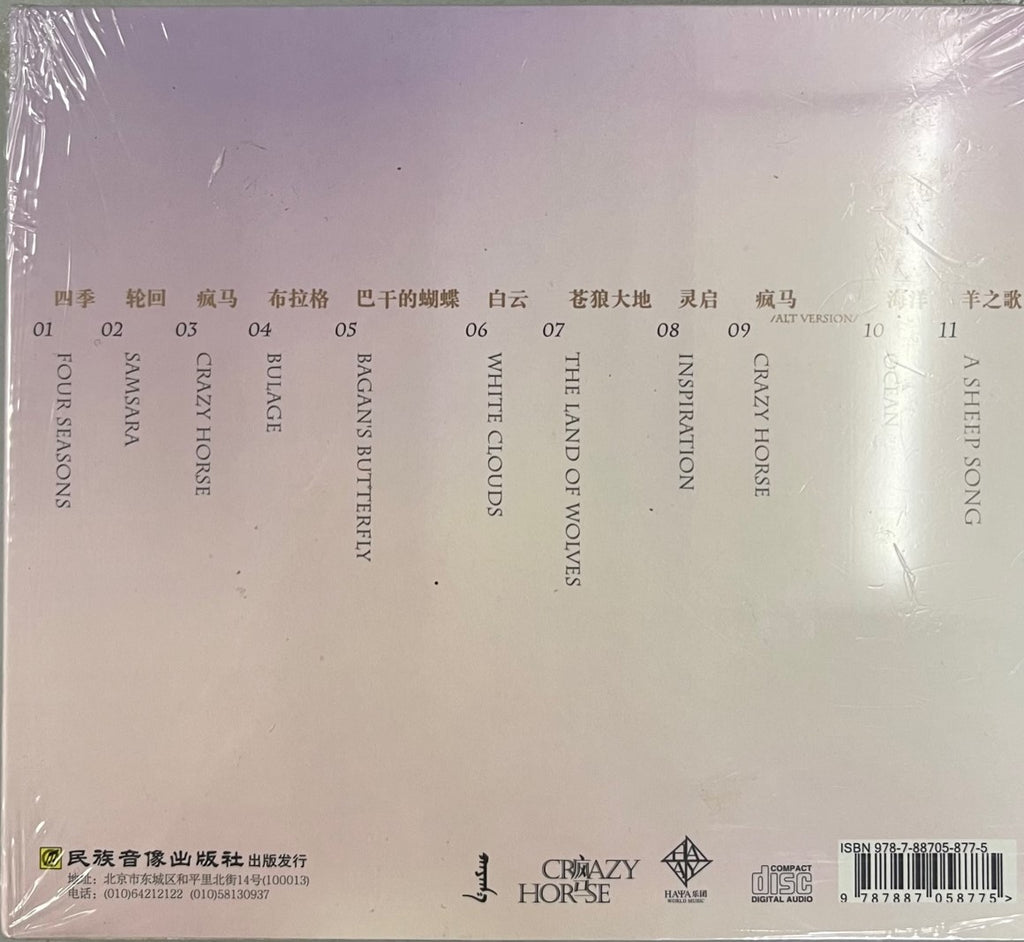 四季
01
FOUR SEASONS
轮回
02
SAMSARA
疯马
03
CRAZY HORSE
布拉格
04
BULAGE
巴干的蝴蝶
05
BAGAN'S BUTTERFLY
白云
06
WHITE CLOUDS
苍狼大地
07
THE LAND OF WOLVES
灵启
08
INSPIRATION
疯马
/ALT VERSION/
09
CRAZY HORSE
海洋
10
OCEAN
羊之歌
11
A SHEEP SONG
民族音像出版社 出版发行
地址：北京市东城区和平里北街14号(100013)
电话：(010)64212122 (010)58130937
CRAZY
疯马
HORSE
HAYA
HAYA乐团
WORLD MUSIC
COMPACT
disc
DIGITAL AUDIO
ISBN 978-7-88705-877-5
9 787887 058775 >